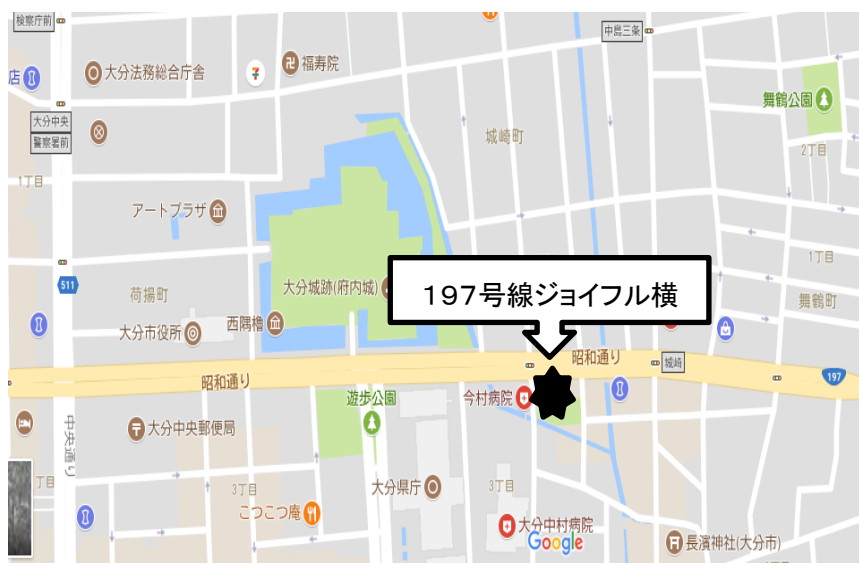 検察庁前
中島三条
店
大分法務総合庁舎
福寿院
舞鶴公園
大分中央
警察署前
城崎町
2丁目
1丁目
アートプラザ
1丁目
511
荷揚町
大分城跡(府内城)
197号線ジョイフル横
舞鶴町
大分市役所
西隅櫓
昭和通り
城崎
197
昭和通り
遊歩公園
今村病院
中央通り
大分中央郵便局
丁目
3丁目
大分県庁
3丁目
こつこつ庵
大分中村病院
Google
長濱神社(大分市)